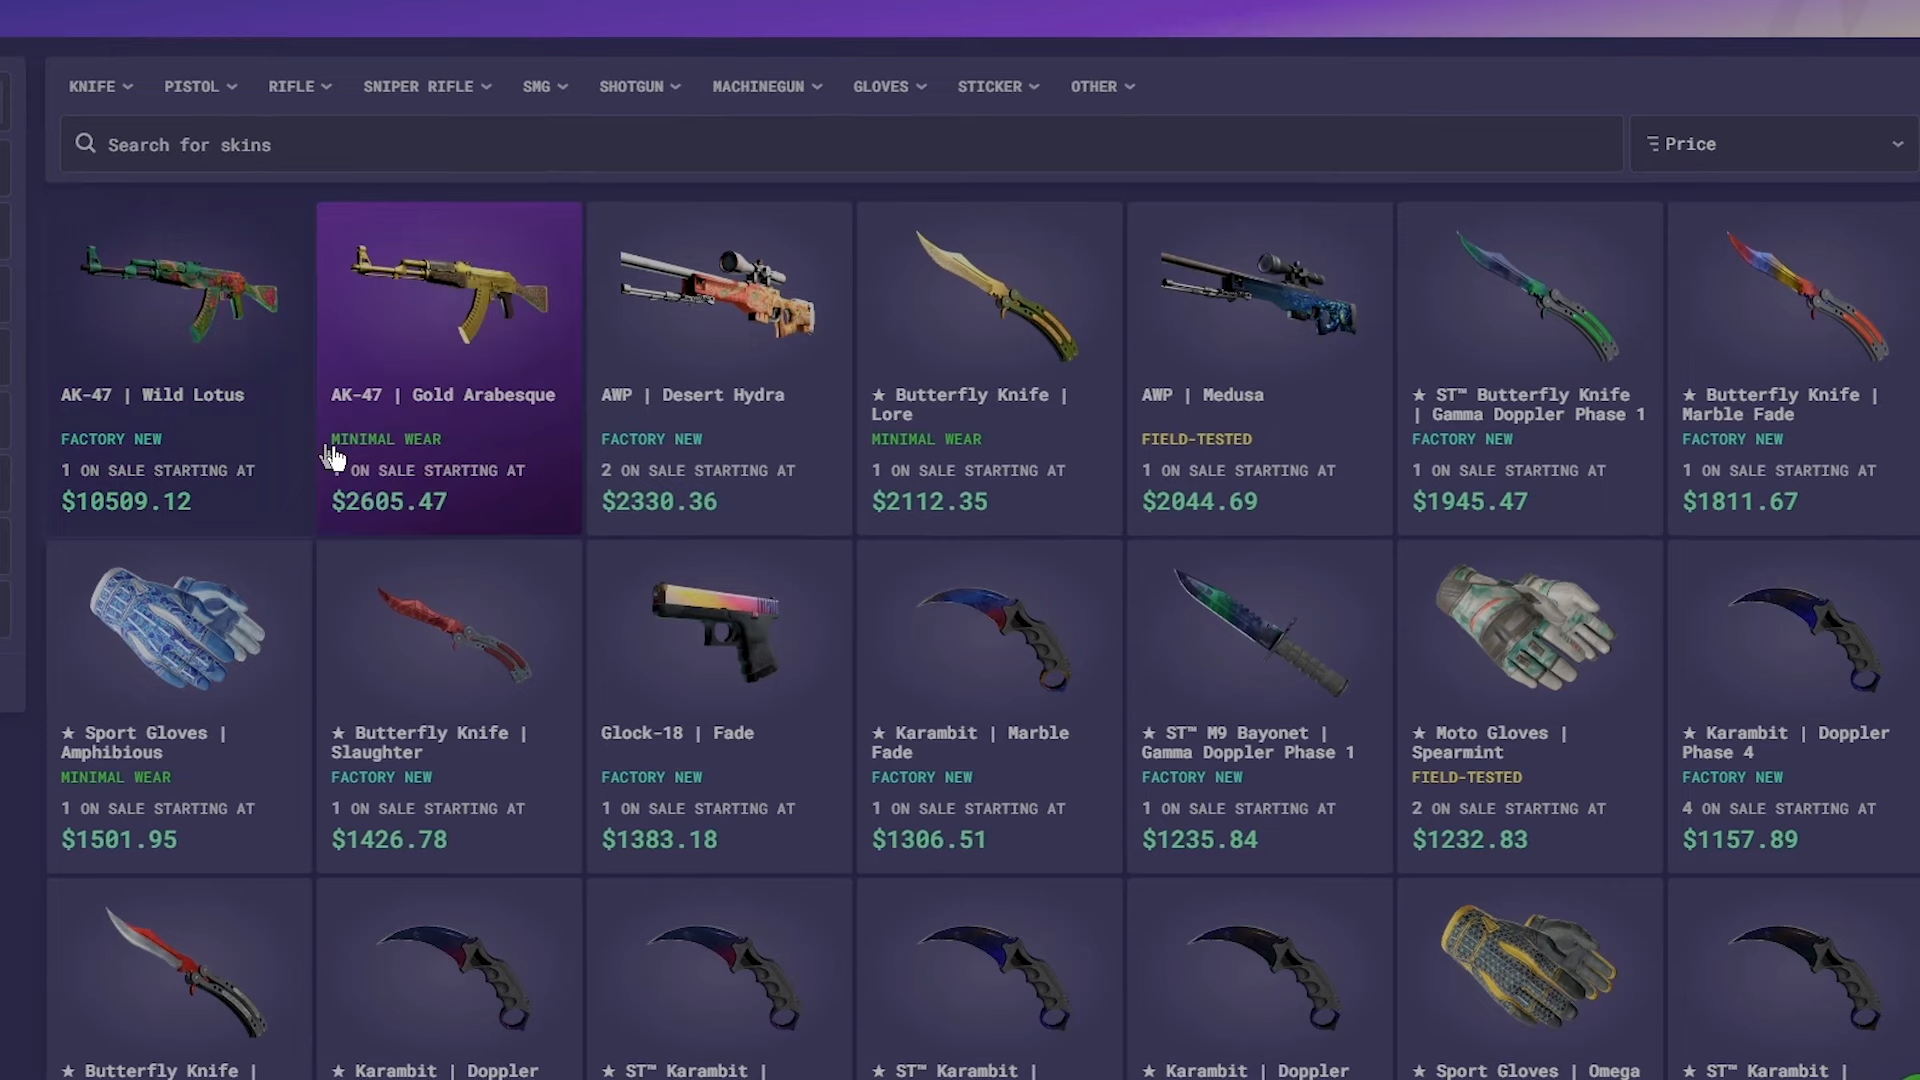 KNIFE PISTOL RIFLE SNIPER RIFLE SMG SHOTGUN MACHINEGUN GLOVES STICKER OTHER
Search for skins
Price
AK-47 | Wild Lotus
FACTORY NEW
1 ON SALE STARTING AT
$10509.12
AK-47 | Gold Arabesque
MINIMAL WEAR
ON SALE STARTING AT
$2605.47
AWP | Desert Hydra
FACTORY NEW
2 ON SALE STARTING AT
$2330.36
★ Butterfly Knife |
Lore
MINIMAL WEAR
1 ON SALE STARTING AT
$2112.35
AWP | Medusa
FIELD-TESTED
1 ON SALE STARTING AT
$2044.69
★ ST™ Butterfly Knife
| Gamma Doppler Phase 1
FACTORY NEW
1 ON SALE STARTING AT
$1945.47
★ Butterfly Knife |
Marble Fade
FACTORY NEW
1 ON SALE STARTING AT
$1811.67
★ Sport Gloves |
Amphibious
MINIMAL WEAR
1 ON SALE STARTING AT
$1501.95
★ Butterfly Knife |
Slaughter
FACTORY NEW
1 ON SALE STARTING AT
$1426.78
Glock-18 | Fade
FACTORY NEW
1 ON SALE STARTING AT
$1383.18
★ Karambit | Marble
Fade
FACTORY NEW
1 ON SALE STARTING AT
$1306.51
★ ST™ M9 Bayonet |
Gamma Doppler Phase 1
FACTORY NEW
1 ON SALE STARTING AT
$1235.84
★ Moto Gloves |
Spearmint
FIELD-TESTED
2 ON SALE STARTING AT
$1232.83
★ Karambit | Doppler
Phase 4
FACTORY NEW
4 ON SALE STARTING AT
$1157.89
★ Butterfly Knife |
★ Karambit | Doppler
★ ST™ Karambit |
★ ST™ Karambit |
★ Karambit | Doppler
★ Sport Gloves | Omega
★ ST™ Karambit |